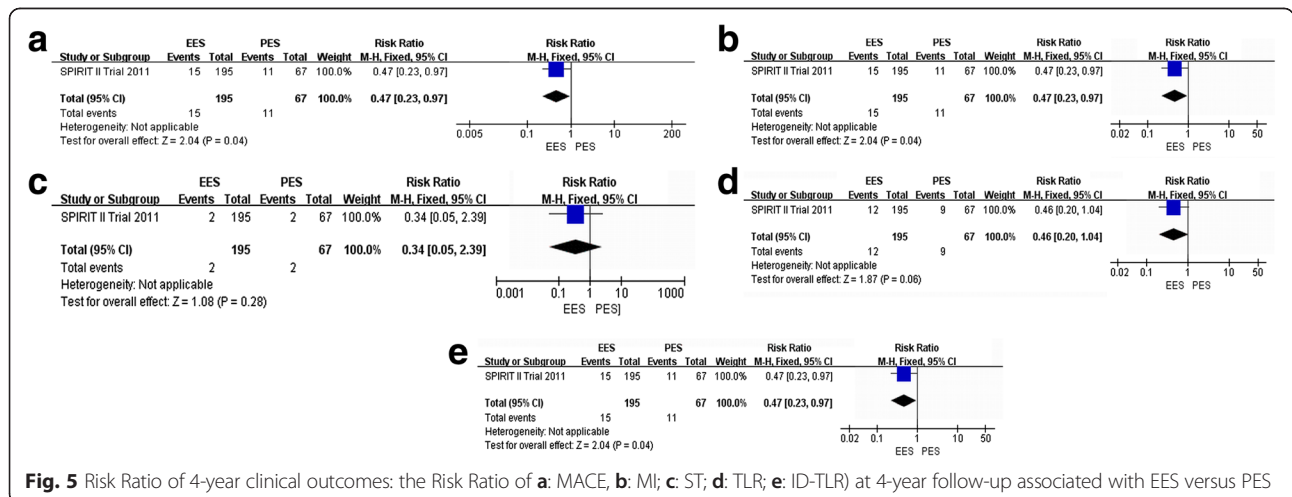 a
EES PES Risk Ratio Risk Ratio
Study or Subgroup Events Total Events Total Weight M-H, Fixed, 95% CI M-H, Fixed, 95% CI
SPIRIT II Trial 2011 15 195 11 67 100.0% 0.47 [0.23, 0.97]
Total (95% CI) 195 67 100.0% 0.47 [0.23, 0.97]
Total events 15 11
Heterogeneity: Not applicable
Test for overall effect: Z = 2.04 (P = 0.04)
0.005 0.1 1 10 200
EES PES
b
EES PES Risk Ratio Risk Ratio
Study or Subgroup Events Total Events Total Weight M-H, Fixed, 95% CI M-H, Fixed, 95% CI
SPIRIT II Trial 2011 15 195 11 67 100.0% 0.47 [0.23, 0.97]
Total (95% CI) 195 67 100.0% 0.47 [0.23, 0.97]
Total events 15 11
Heterogeneity: Not applicable
Test for overall effect: Z = 2.04 (P = 0.04)
0.02 0.1 1 10 50
EES PES
c
EES PES Risk Ratio Risk Ratio
Study or Subgroup Events Total Events Total Weight M-H, Fixed, 95% CI M-H, Fixed, 95% CI
SPIRIT II Trial 2011 2 195 2 67 100.0% 0.34 [0.05, 2.39]
Total (95% CI) 195 67 100.0% 0.34 [0.05, 2.39]
Total events 2 2
Heterogeneity: Not applicable
Test for overall effect: Z = 1.08 (P = 0.28)
0.001 0.1 1 10 1000
EES PES]
d
EES PES Risk Ratio Risk Ratio
Study or Subgroup Events Total Events Total Weight M-H, Fixed, 95% CI M-H, Fixed, 95% CI
SPIRIT II Trial 2011 12 195 9 67 100.0% 0.46 [0.20, 1.04]
Total (95% CI) 195 67 100.0% 0.46 [0.20, 1.04]
Total events 12 9
Heterogeneity: Not applicable
Test for overall effect: Z = 1.87 (P = 0.06)
0.02 0.1 1 10 50
EES PES
e
EES PES Risk Ratio Risk Ratio
Study or Subgroup Events Total Events Total Weight M-H, Fixed, 95% CI M-H, Fixed, 95% CI
SPIRIT II Trial 2011 15 195 11 67 100.0% 0.47 [0.23, 0.97]
Total (95% CI) 195 67 100.0% 0.47 [0.23, 0.97]
Total events 15 11
Heterogeneity: Not applicable
Test for overall effect: Z = 2.04 (P = 0.04)
0.02 0.1 1 10 50
EES PES
Fig. 5 Risk Ratio of 4-year clinical outcomes: the Risk Ratio of a: MACE, b: MI; c: ST; d: TLR; e: ID-TLR) at 4-year follow-up associated with EES versus PES